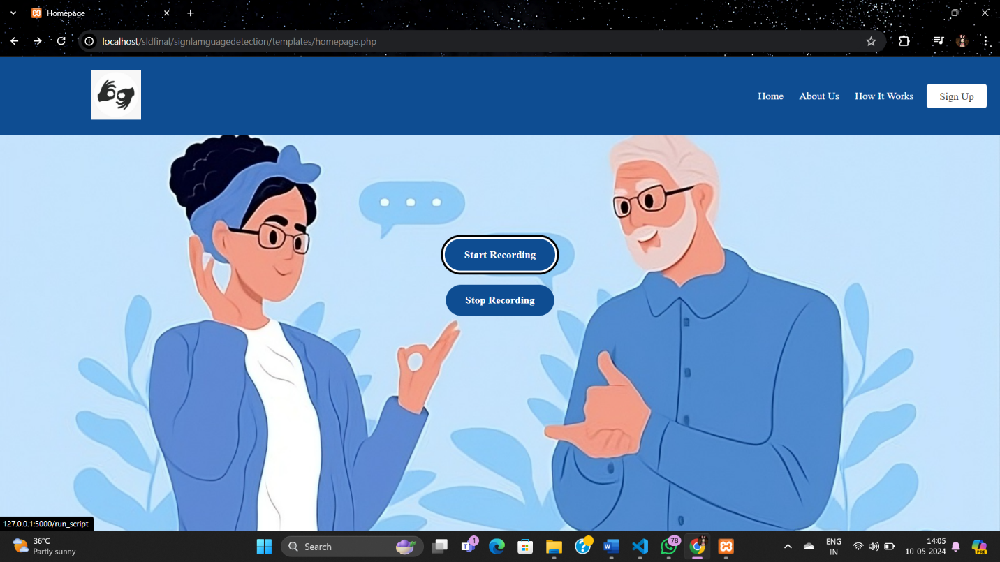 Homepage
localhost/sldfinal/signlamguagedetection/templates/homepage.php
Home
About Us
How It Works
Sign Up
Start Recording
Stop Recording
127.0.0.1:5000/run_script
36°C
Partly sunny
Search
1
78
ENG
IN
14:05
10-05-2024
PRE